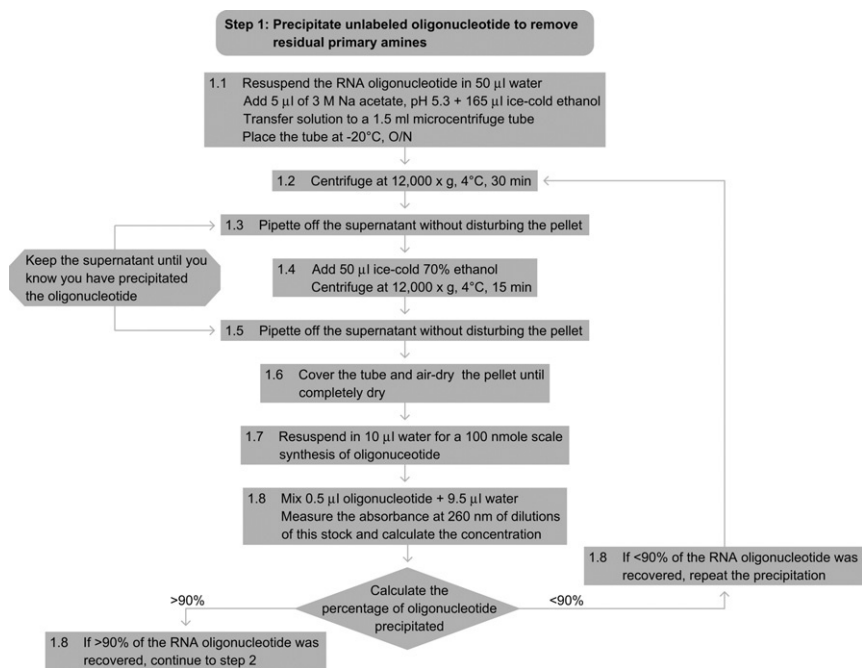 Step 1: Precipitate unlabeled oligonucleotide to remove
residual primary amines
1.1 Resuspend the RNA oligonucleotide in 50 µl water
Add 5 µl of 3 M Na acetate, pH 5.3 + 165 µl ice-cold ethanol
Transfer solution to a 1.5 ml microcentrifuge tube
Place the tube at -20°C, O/N
1.2 Centrifuge at 12,000 x g, 4°C, 30 min
1.3 Pipette off the supernatant without disturbing the pellet
Keep the supernatant until you
know you have precipitated
the oligonucleotide
1.4 Add 50 µl ice-cold 70% ethanol
Centrifuge at 12,000 x g, 4°C, 15 min
1.5 Pipette off the supernatant without disturbing the pellet
1.6 Cover the tube and air-dry the pellet until
completely dry
1.7 Resuspend in 10 µl water for a 100 nmole scale
synthesis of oligonuceotide
1.8 Mix 0.5 µl oligonucleotide + 9.5 µl water
Measure the absorbance at 260 nm of dilutions
of this stock and calculate the concentration
Calculate the
percentage of oligonucleotide
precipitated
>90%
<90%
1.8 If <90% of the RNA oligonucleotide was
recovered, repeat the precipitation
1.8 If >90% of the RNA oligonucleotide was
recovered, continue to step 2